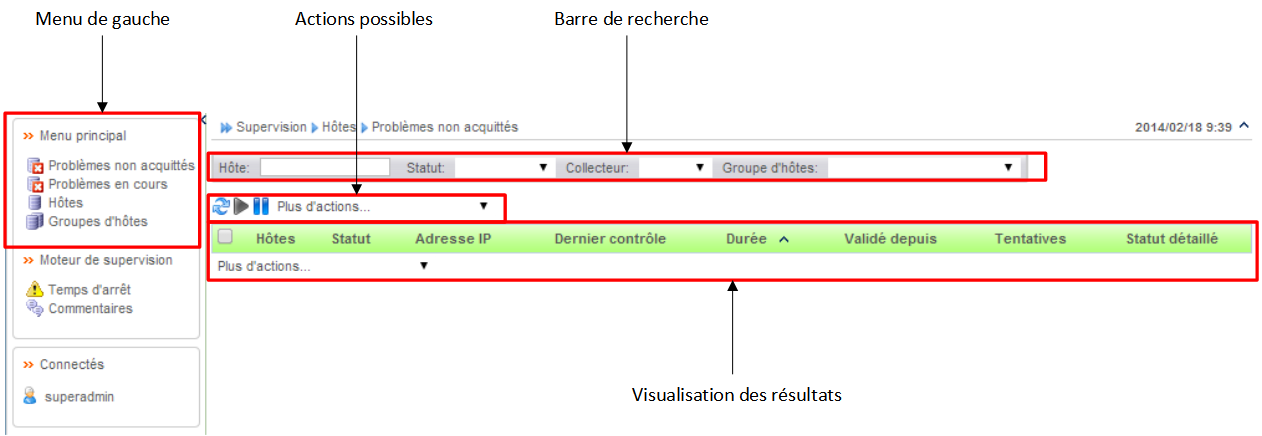 Menu de gauche
Actions possibles
Barre de recherche
Menu principal
Problèmes non acquittés
Problèmes en cours
Hôtes
Groupes d'hôtes
Moteur de supervision
Temps d'arrêt
Commentaires
Connectés
superadmin
Supervision Hôtes Problèmes non acquittés
2014/02/18 9:39
Hôte: Statut: Collecteur: Groupe d'hôtes:
Plus d'actions...
Hôtes Statut Adresse IP Dernier contrôle Durée Validé depuis Tentatives Statut détaillé
Plus d'actions...
Visualisation des résultats